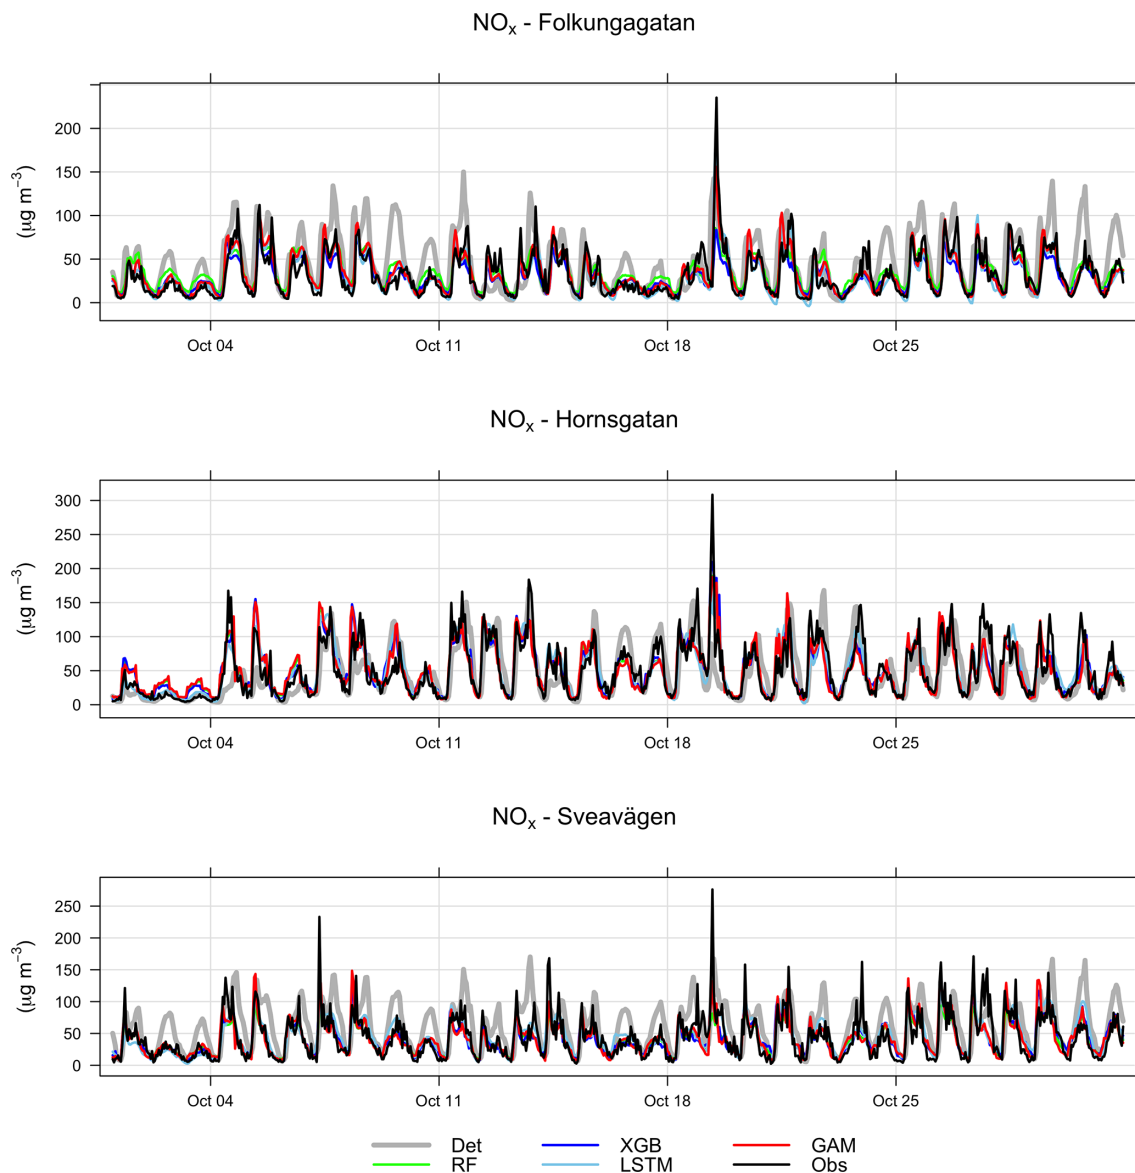 NOx - Folkungagatan
(µg m−3)
200
150
100
50
0
Oct 04 Oct 11 Oct 18 Oct 25
NOx - Hornsgatan
(µg m−3)
300
250
200
150
100
50
0
Oct 04 Oct 11 Oct 18 Oct 25
NOx - Sveavägen
(µg m−3)
250
200
150
100
50
0
Oct 04 Oct 11 Oct 18 Oct 25
Det XGB GAM
RF LSTM Obs